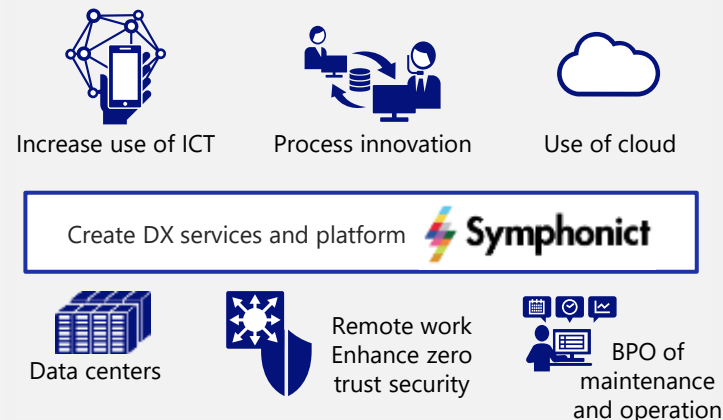 Increase use of ICT
Process innovation
Use of cloud
Create DX services and platform Symphonict
Data centers
Remote work
Enhance zero
trust security
BPO of
maintenance
and operation